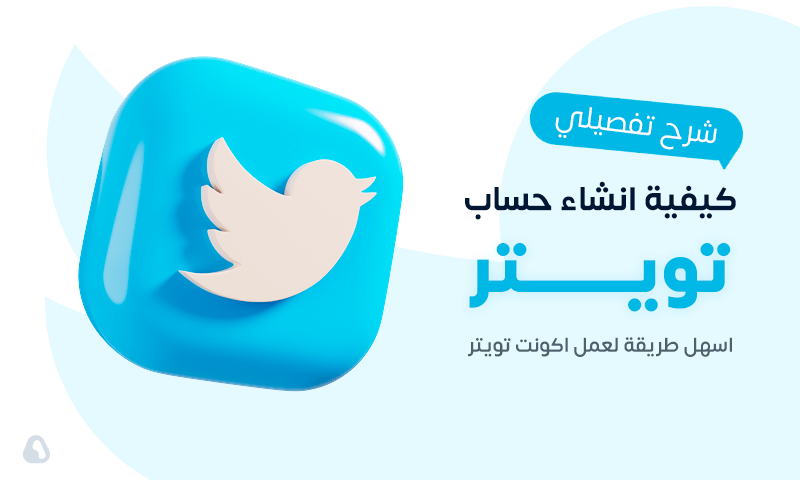 شرح تفصيلي
كيفية انشاء حساب
تويـــتر
اسهل طريقة لعمل اكونت تويتر